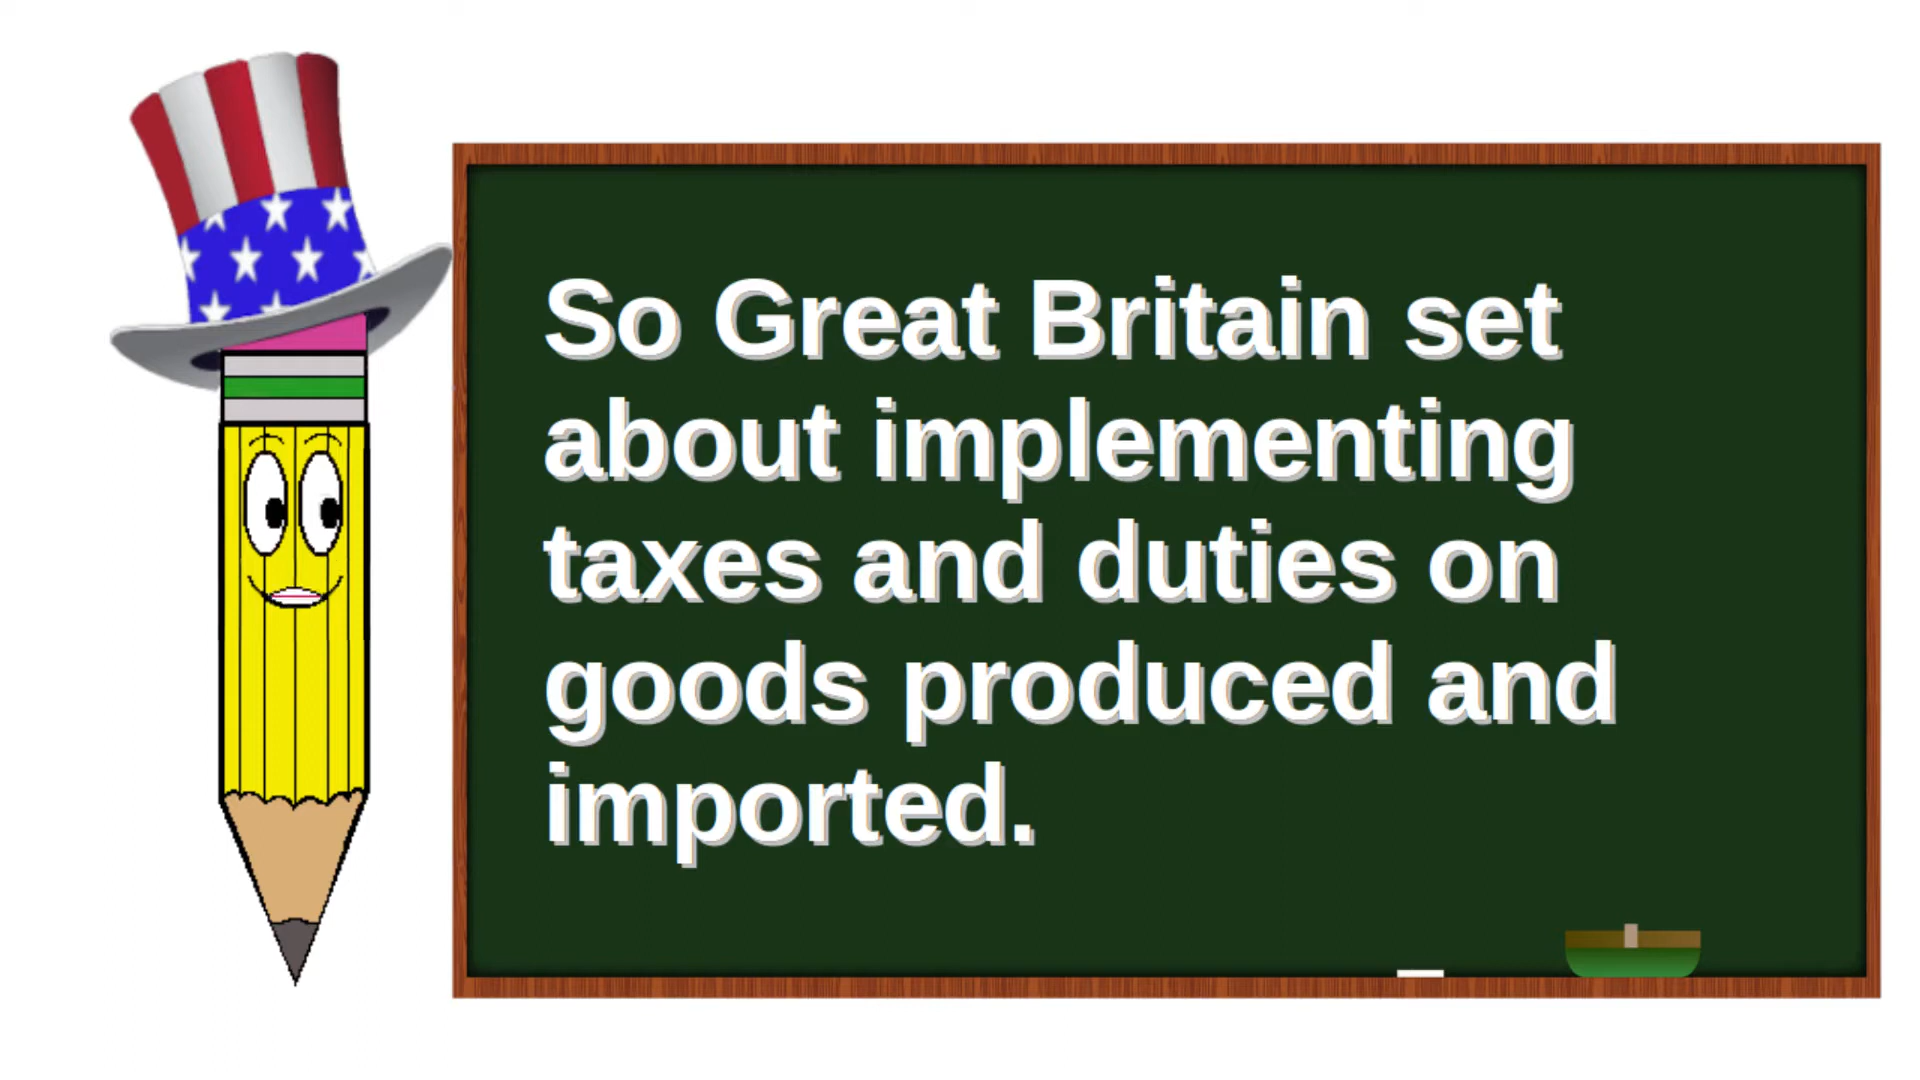 So Great Britain set
about implementing
taxes and duties on
goods produced and
imported.